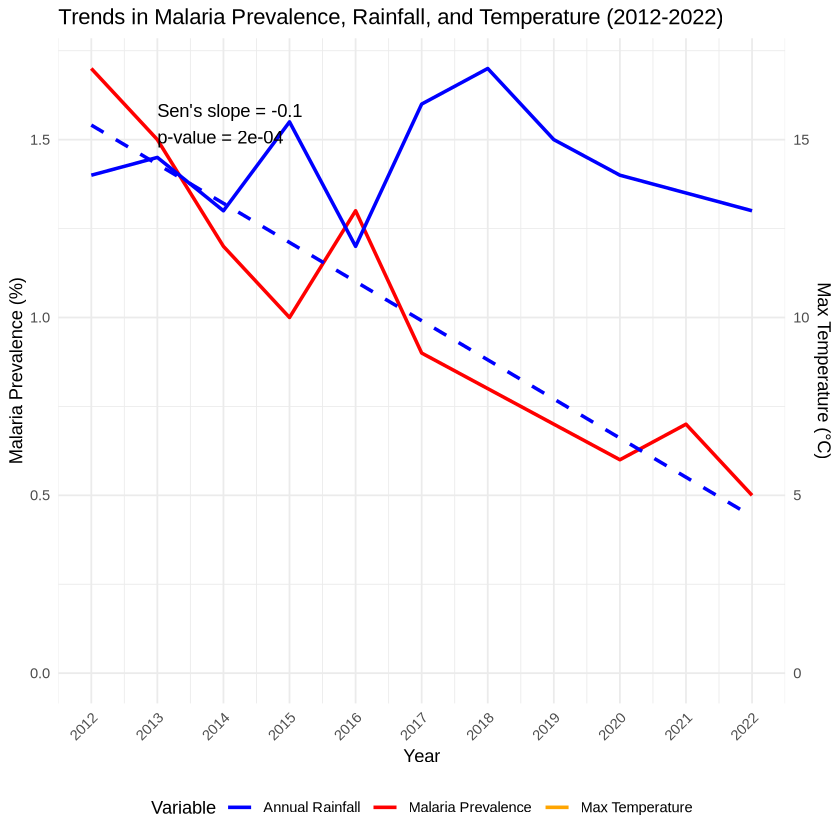 Trends in Malaria Prevalence, Rainfall, and Temperature (2012-2022)
Sen's slope = -0.1
p-value = 2e-04
Malaria Prevalence (%)
1.5
1.0
0.5
0.0
15
10
5
0
Max Temperature (°C)
2012
2013
2014
2015
2016
2017
2018
2019
2020
2021
2022
Year
Variable
Annual Rainfall
Malaria Prevalence
Max Temperature